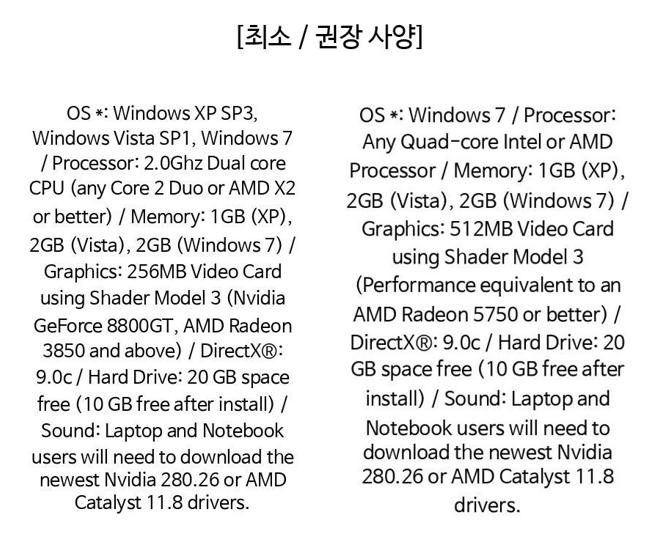 [최소 / 권장 사양]
OS *: Windows XP SP3,
Windows Vista SP1, Windows 7
/ Processor: 2.0Ghz Dual core
CPU (any Core 2 Duo or AMD X2
or better) / Memory: 1GB (XP),
2GB (Vista), 2GB (Windows 7) /
Graphics: 256MB Video Card
using Shader Model 3 (Nvidia
GeForce 8800GT, AMD Radeon
3850 and above) / DirectX®:
9.0c / Hard Drive: 20 GB space
free (10 GB free after install) /
Sound: Laptop and Notebook
users will need to download the
newest Nvidia 280.26 or AMD
Catalyst 11.8 drivers.
OS *: Windows 7 / Processor:
Any Quad-core Intel or AMD
Processor / Memory: 1GB (XP),
2GB (Vista), 2GB (Windows 7) /
Graphics: 512MB Video Card
using Shader Model 3
(Performance equivalent to an
AMD Radeon 5750 or better) /
DirectX®: 9.0c / Hard Drive: 20
GB space free (10 GB free after
install) / Sound: Laptop and
Notebook users will need to
download the newest Nvidia
280.26 or AMD Catalyst 11.8
drivers.